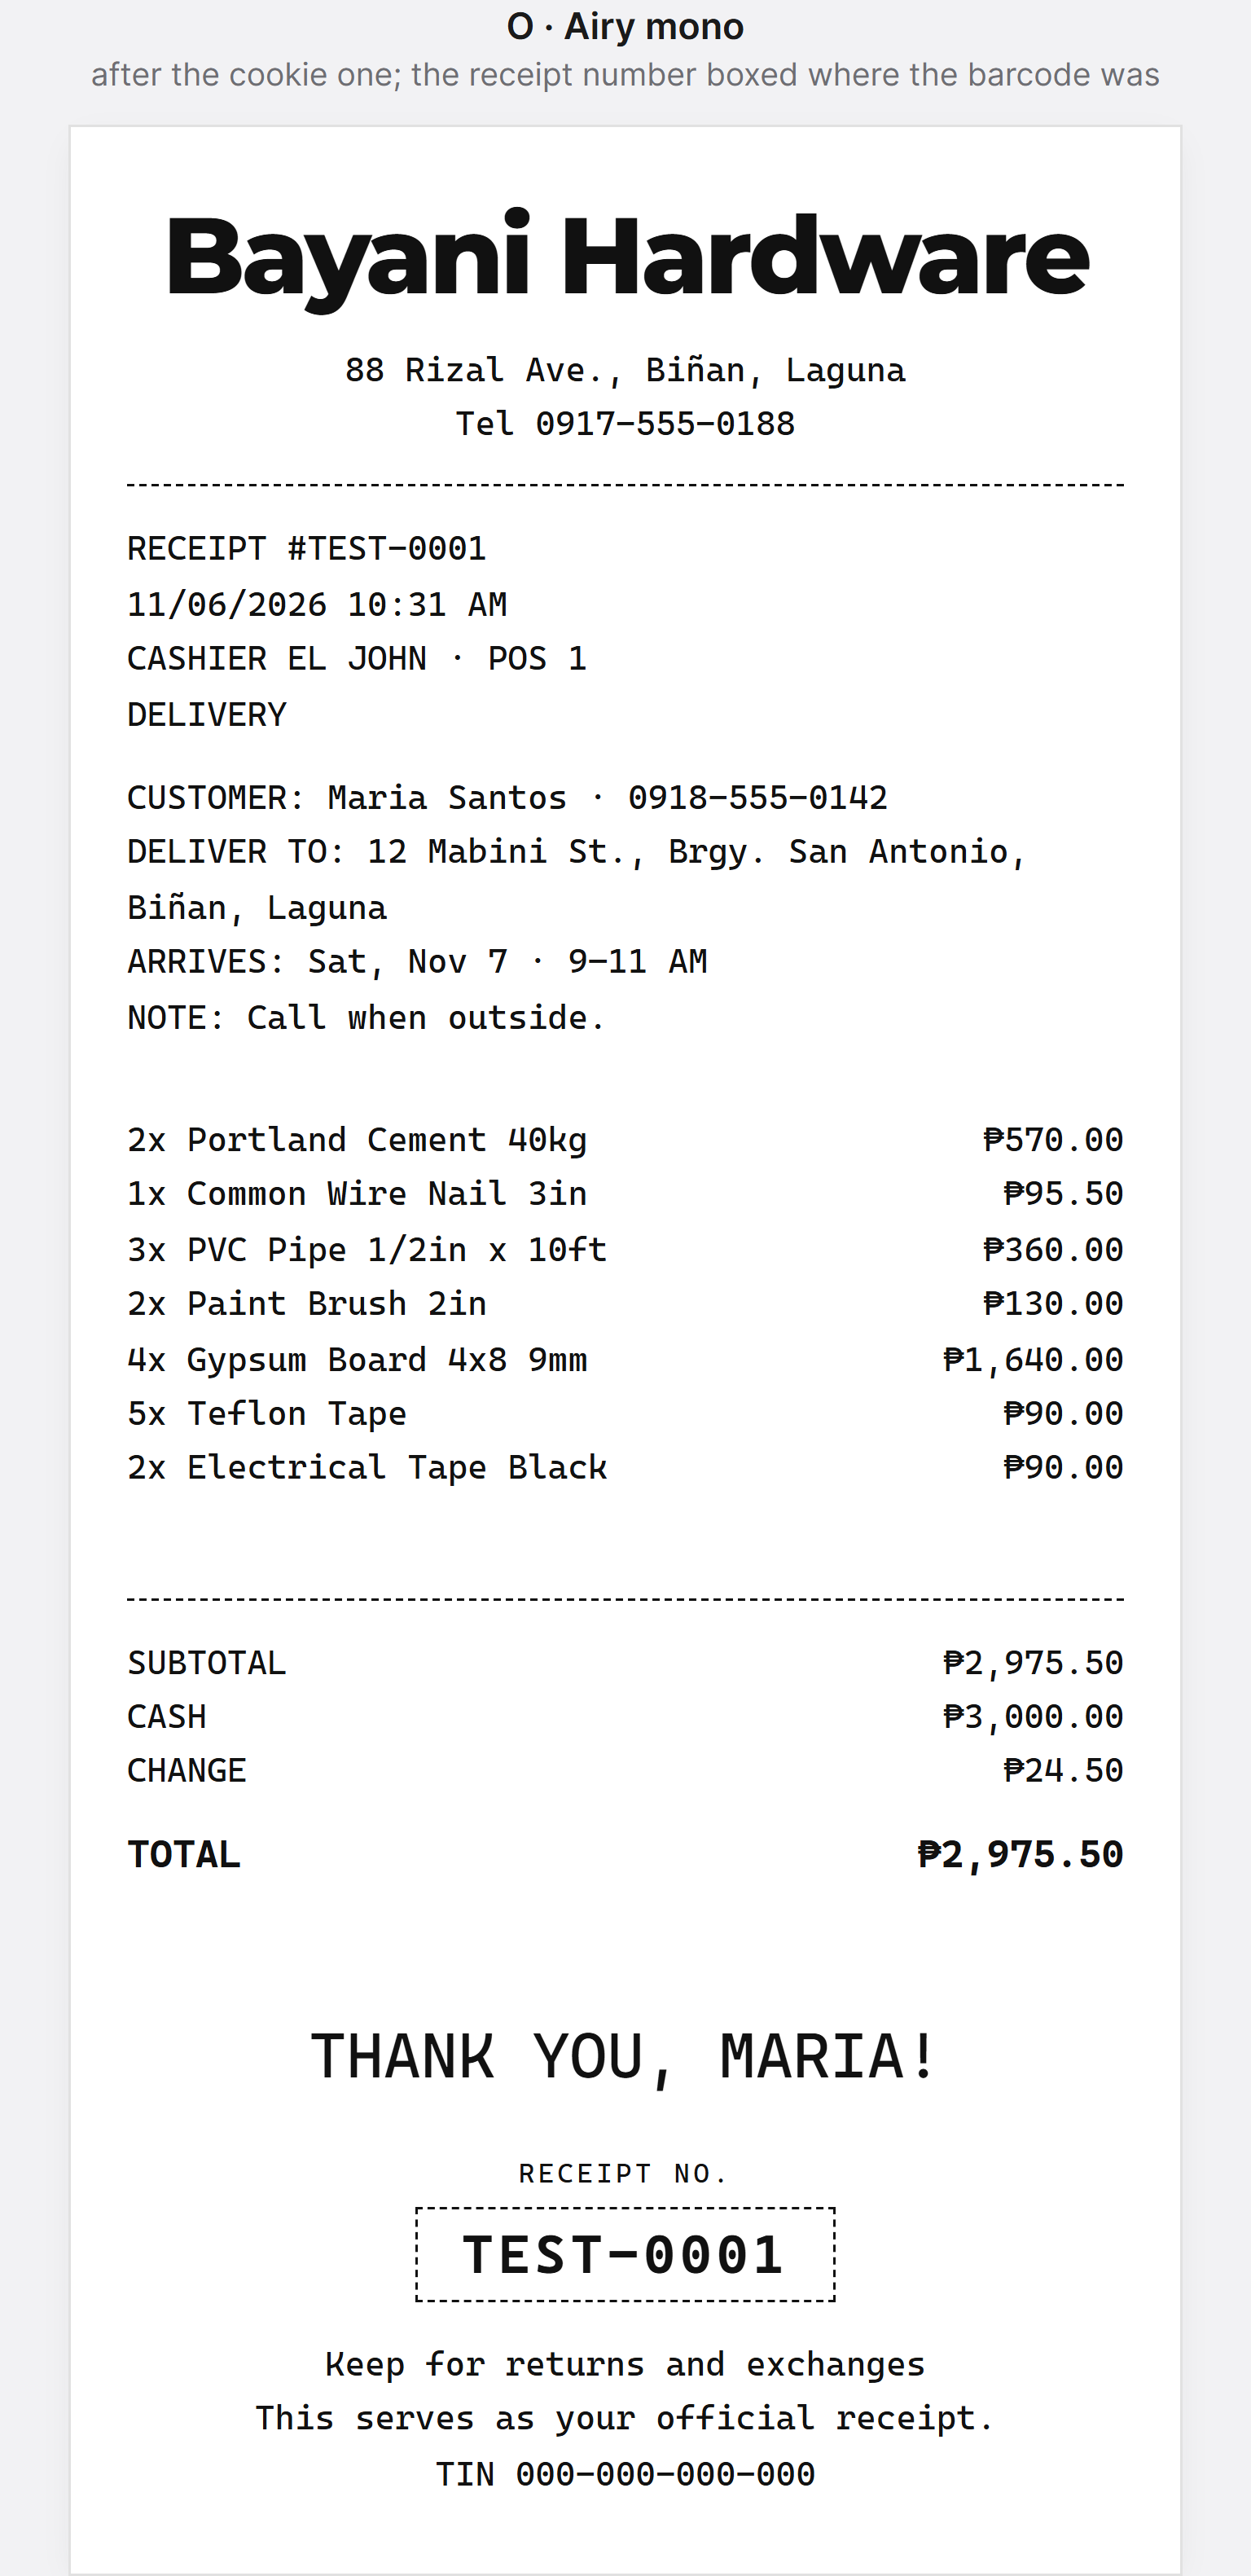 O · Airy mono
after the cookie one; the receipt number boxed where the barcode was
Bayani Hardware
88 Rizal Ave., Biñan, Laguna
Tel 0917-555-0188
RECEIPT #TEST-0001
11/06/2026 10:31 AM
CASHIER EL JOHN · POS 1
DELIVERY
CUSTOMER: Maria Santos · 0918-555-0142
DELIVER TO: 12 Mabini St., Brgy. San Antonio,
Biñan, Laguna
ARRIVES: Sat, Nov 7 · 9–11 AM
NOTE: Call when outside.
2x Portland Cement 40kg ₱570.00
1x Common Wire Nail 3in ₱95.50
3x PVC Pipe 1/2in x 10ft ₱360.00
2x Paint Brush 2in ₱130.00
4x Gypsum Board 4x8 9mm ₱1,640.00
5x Teflon Tape ₱90.00
2x Electrical Tape Black ₱90.00
SUBTOTAL ₱2,975.50
CASH ₱3,000.00
CHANGE ₱24.50
TOTAL ₱2,975.50
THANK YOU, MARIA!
RECEIPT NO.
TEST-0001
Keep for returns and exchanges
This serves as your official receipt.
TIN 000-000-000-000